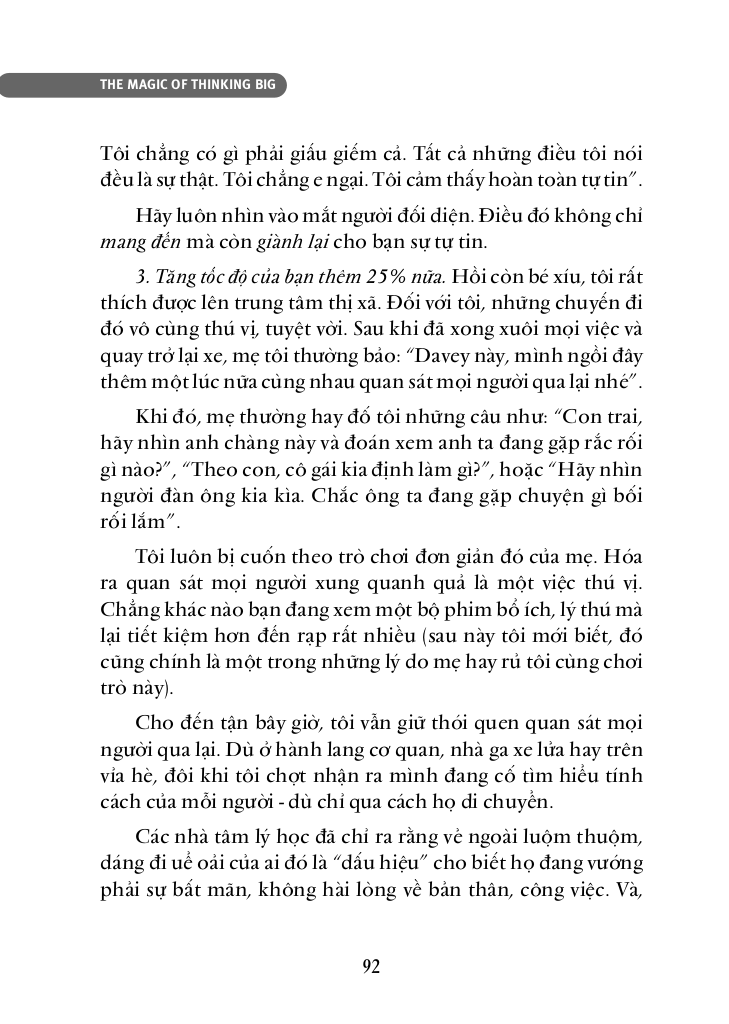 THE MAGIC OF THINKING BIG
Tôi chẳng có gì phải giấu giếm cả. Tất cả những điều tôi nói
đều là sự thật. Tôi chẳng e ngại. Tôi cảm thấy hoàn toàn tự tin”.
Hãy luôn nhìn vào mắt người đối diện. Điều đó không chỉ
mang đến mà còn giành lại cho bạn sự tự tin.
3. Tăng tốc độ của bạn thêm 25% nữa. Hồi còn bé xíu, tôi rất
thích được lên trung tâm thị xã. Đối với tôi, những chuyến đi
đó vô cùng thú vị, tuyệt vời. Sau khi đã xong xuôi mọi việc và
quay trở lại xe, mẹ tôi thường bảo: “Davey này, mình ngồi đây
thêm một lúc nữa cùng nhau quan sát mọi người qua lại nhé”.
Khi đó, mẹ thường hay đố tôi những câu như: “Con trai,
hãy nhìn anh chàng này và đoán xem anh ta đang gặp rắc rối
gì nào?”, “Theo con, cô gái kia định làm gì?”, hoặc “Hãy nhìn
người đàn ông kia kìa. Chắc ông ta đang gặp chuyện gì bối
rối lắm”.
Tôi luôn bị cuốn theo trò chơi đơn giản đó của mẹ. Hóa
ra quan sát mọi người xung quanh quả là một việc thú vị.
Chẳng khác nào bạn đang xem một bộ phim bổ ích, lý thú mà
lại tiết kiệm hơn đến rạp rất nhiều (sau này tôi mới biết, đó
cũng chính là một trong những lý do mẹ hay rủ tôi cùng chơi
trò này).
Cho đến tận bây giờ, tôi vẫn giữ thói quen quan sát mọi
người qua lại. Dù ở hành lang cơ quan, nhà ga xe lửa hay trên
vỉa hè, đôi khi tôi chợt nhận ra mình đang cố tìm hiểu tính
cách của mỗi người - dù chỉ qua cách họ di chuyển.
Các nhà tâm lý học đã chỉ ra rằng vẻ ngoài luộm thuộm,
dáng đi uể oải của ai đó là “dấu hiệu” cho biết họ đang vướng
phải sự bất mãn, không hài lòng về bản thân, công việc. Và,
92